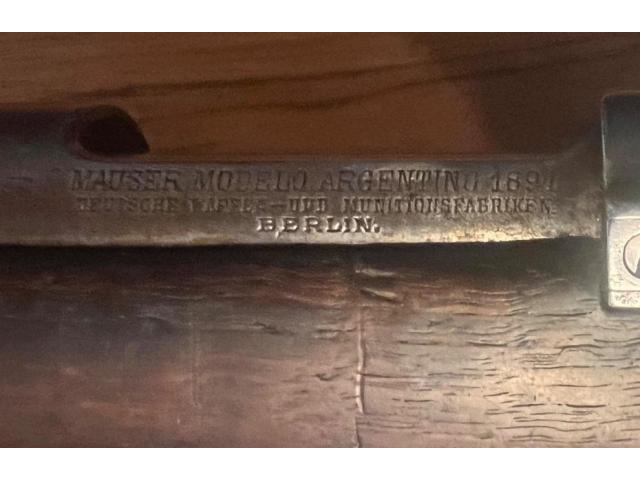 MAUSER MODELO ARGENTINO 1891
DEUTSCHE WAFFEN-UND MUNITIONSFABRIKEN
BERLIN.